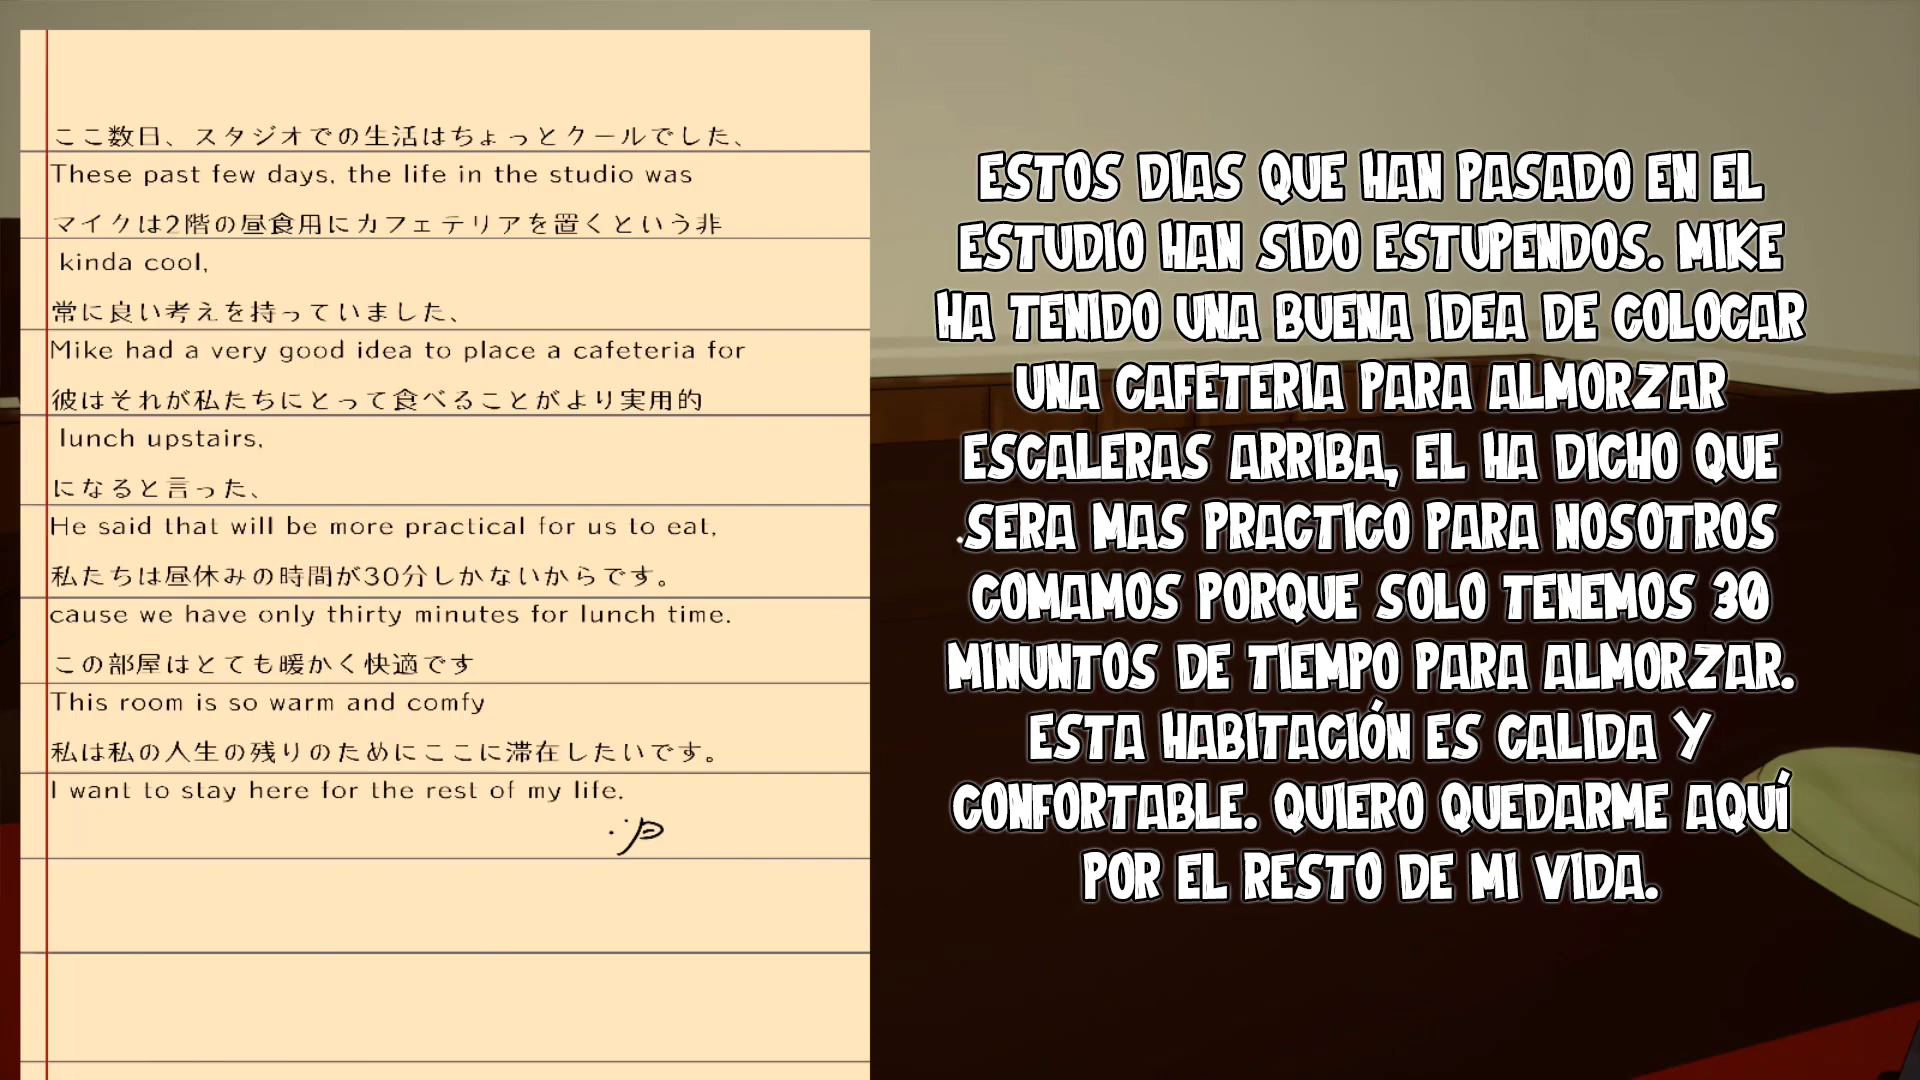 ここ数日、スタジオでの生活はちょっとクールでした、
These past few days, the life in the studio was
マイクは2階の昼食用にカフェテリアを置くという非
kinda cool,
常に良い考えを持っていました、
Mike had a very good idea to place a cafeteria for
彼はそれが私たちにとって食べることがより実用的
lunch upstairs,
になると言った、
He said that will be more practical for us to eat,
私たちは昼休みの時間が30分しかないからです。
cause we have only thirty minutes for lunch time.
この部屋はとても暖かく快適です
This room is so warm and comfy
私は私の人生の残りのためにここに滞在したいです。
I want to stay here for the rest of my life.
ESTOS DIAS QUE HAN PASADO EN EL
ESTUDIO HAN SIDO ESTUPENDOS. MIKE
HA TENIDO UNA BUENA IDEA DE COLOCAR
UNA CAFETERIA PARA ALMORZAR
ESCALERAS ARRIBA, EL HA DICHO QUE
SERA MAS PRACTICO PARA NOSOTROS
COMAMOS PORQUE SOLO TENEMOS 30
MINUNTOS DE TIEMPO PARA ALMORZAR.
ESTA HABITACIÓN ES CALIDA Y
CONFORTABLE. QUIERO QUEDARME AQUÍ
POR EL RESTO DE MI VIDA.